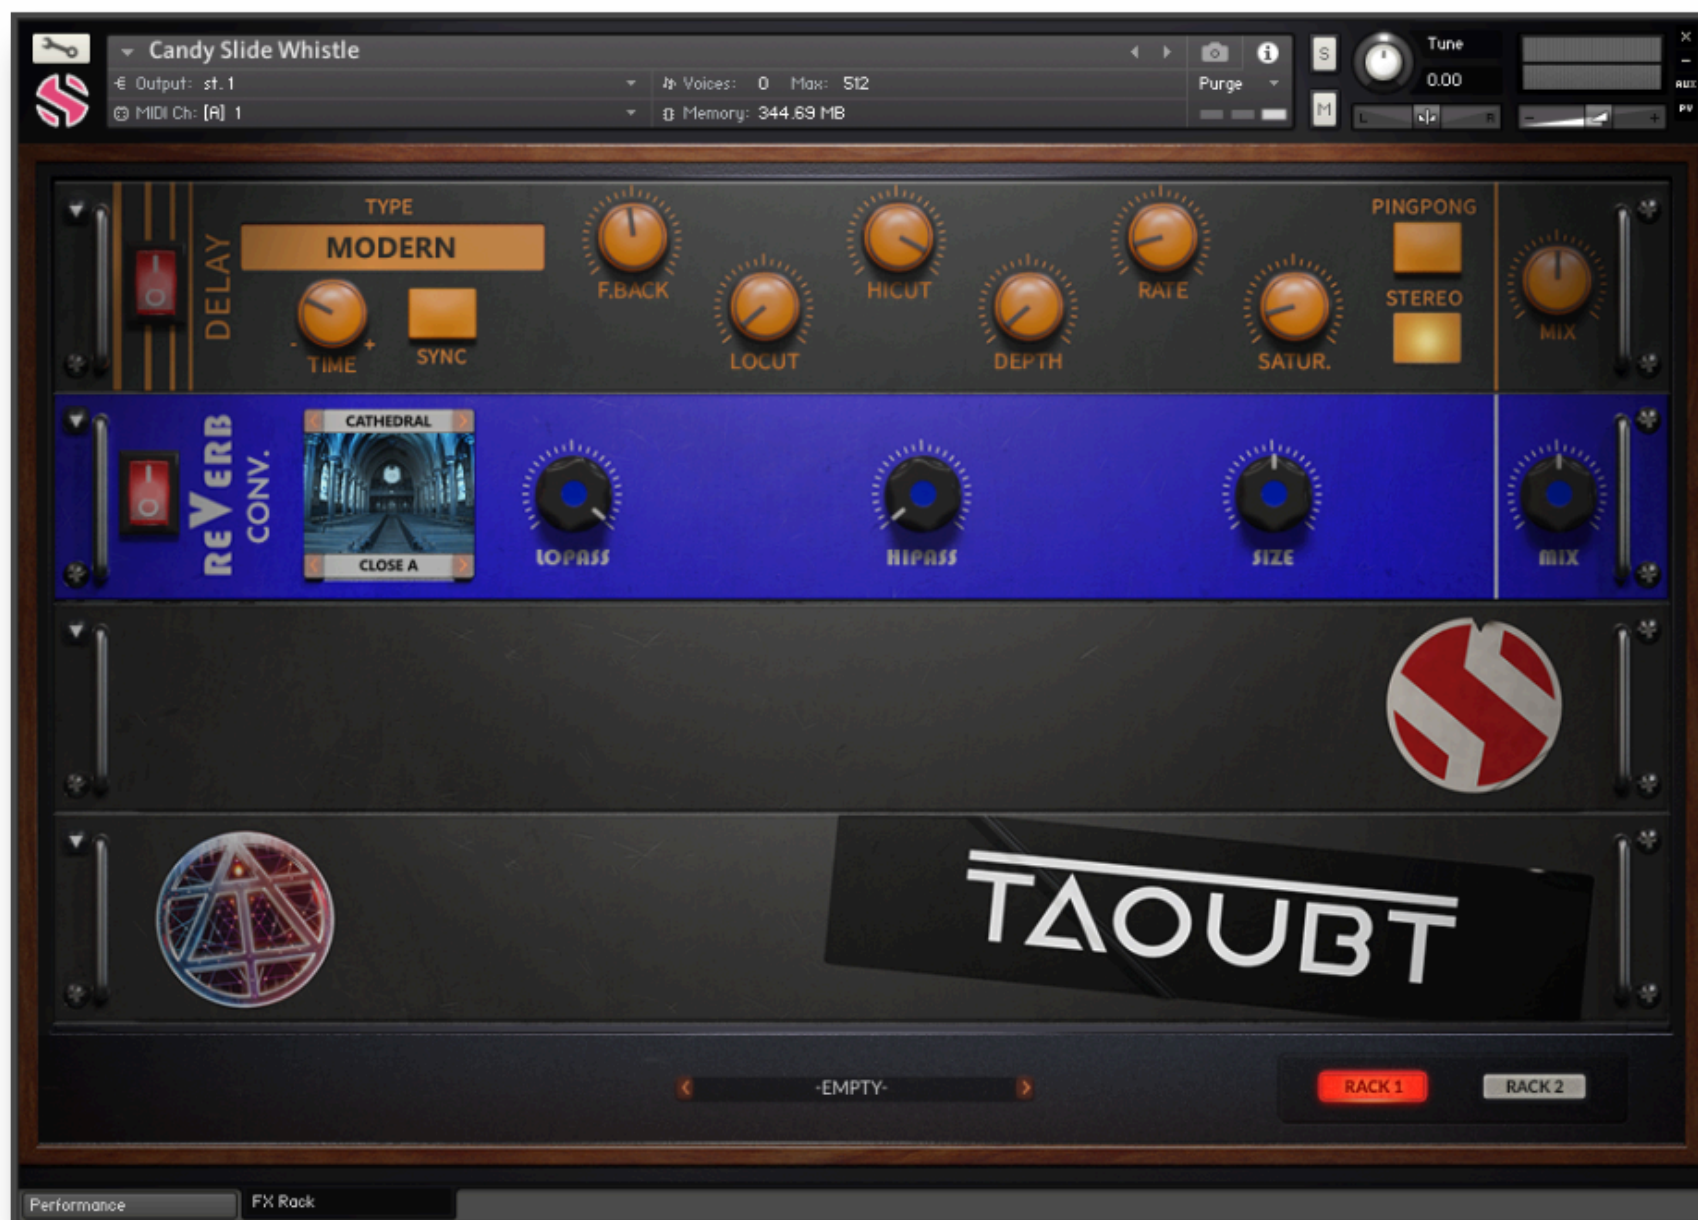 Candy Slide Whistle
Output: st.1
Voices: 0 Max: 512
Purge
MIDI Ch: [A] 1
Memory: 344.69 MB
S
M
Tune
0.00
L R
- +
×
-
AUX
PV
DELAY
TYPE
MODERN
- +
TIME
SYNC
F.BACK
LOCUT
HICUT
DEPTH
RATE
SATUR.
PINGPONG
STEREO
MIX
REVERB
CONV.
CATHEDRAL
CLOSE A
LOPASS
HIPASS
SIZE
MIX
TAOUBT
-EMPTY-
RACK 1
RACK 2
Performance
FX Rack